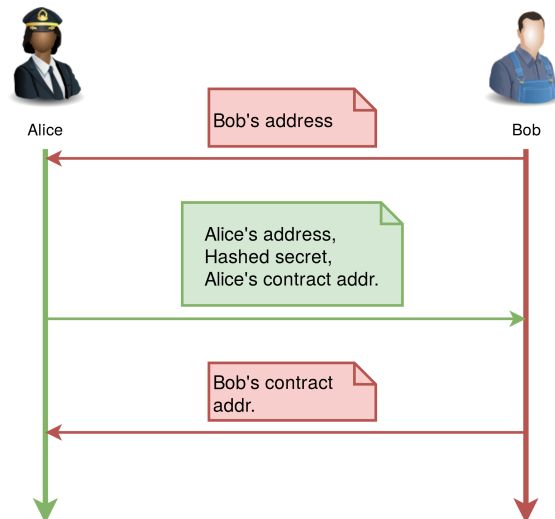 Alice
Bob
Bob's address
Alice's address,
Hashed secret,
Alice's contract addr.
Bob's contract
addr.